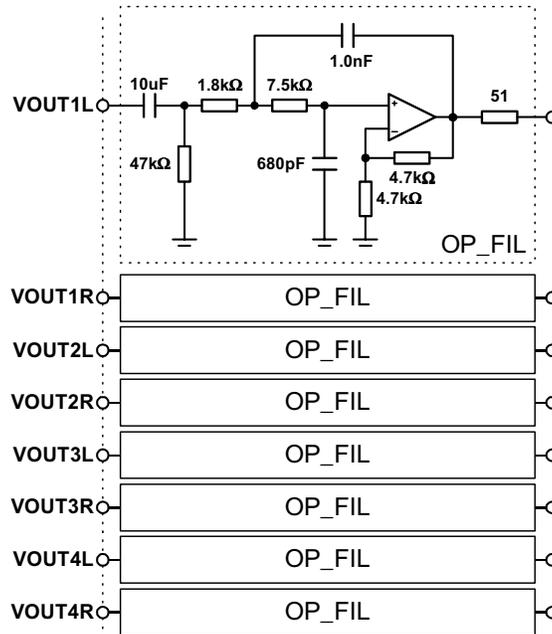 1.0nF
10uF 1.8kΩ 7.5kΩ
VOUT1L + 51
−
47kΩ 680pF
4.7kΩ
4.7kΩ
OP_FIL
VOUT1R OP_FIL
VOUT2L OP_FIL
VOUT2R OP_FIL
VOUT3L OP_FIL
VOUT3R OP_FIL
VOUT4L OP_FIL
VOUT4R OP_FIL